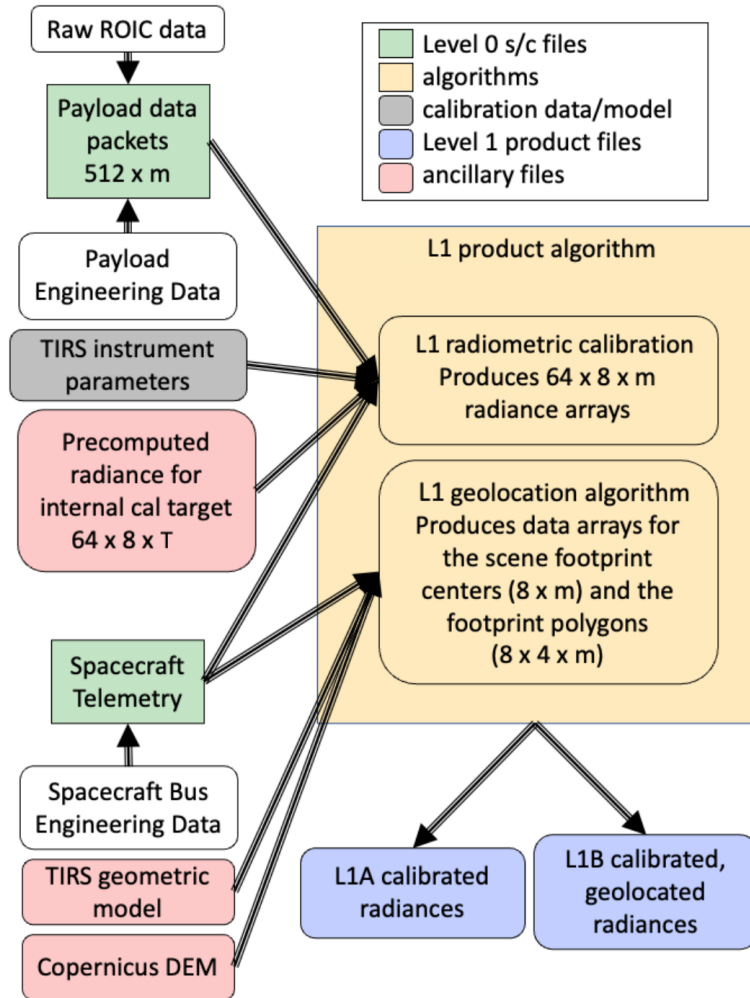 Raw ROIC data
Payload data
packets
512 x m
Payload
Engineering Data
TIRS instrument
parameters
Precomputed
radiance for
internal cal target
64 x 8 x T
Spacecraft
Telemetry
Spacecraft Bus
Engineering Data
TIRS geometric
model
Copernicus DEM
Level 0 s/c files
algorithms
calibration data/model
Level 1 product files
ancillary files
L1 product algorithm
L1 radiometric calibration
Produces 64 x 8 x m
radiance arrays
L1 geolocation algorithm
Produces data arrays for
the scene footprint
centers (8 x m) and the
footprint polygons
(8 x 4 x m)
L1A calibrated
radiances
L1B calibrated,
geolocated
radiances